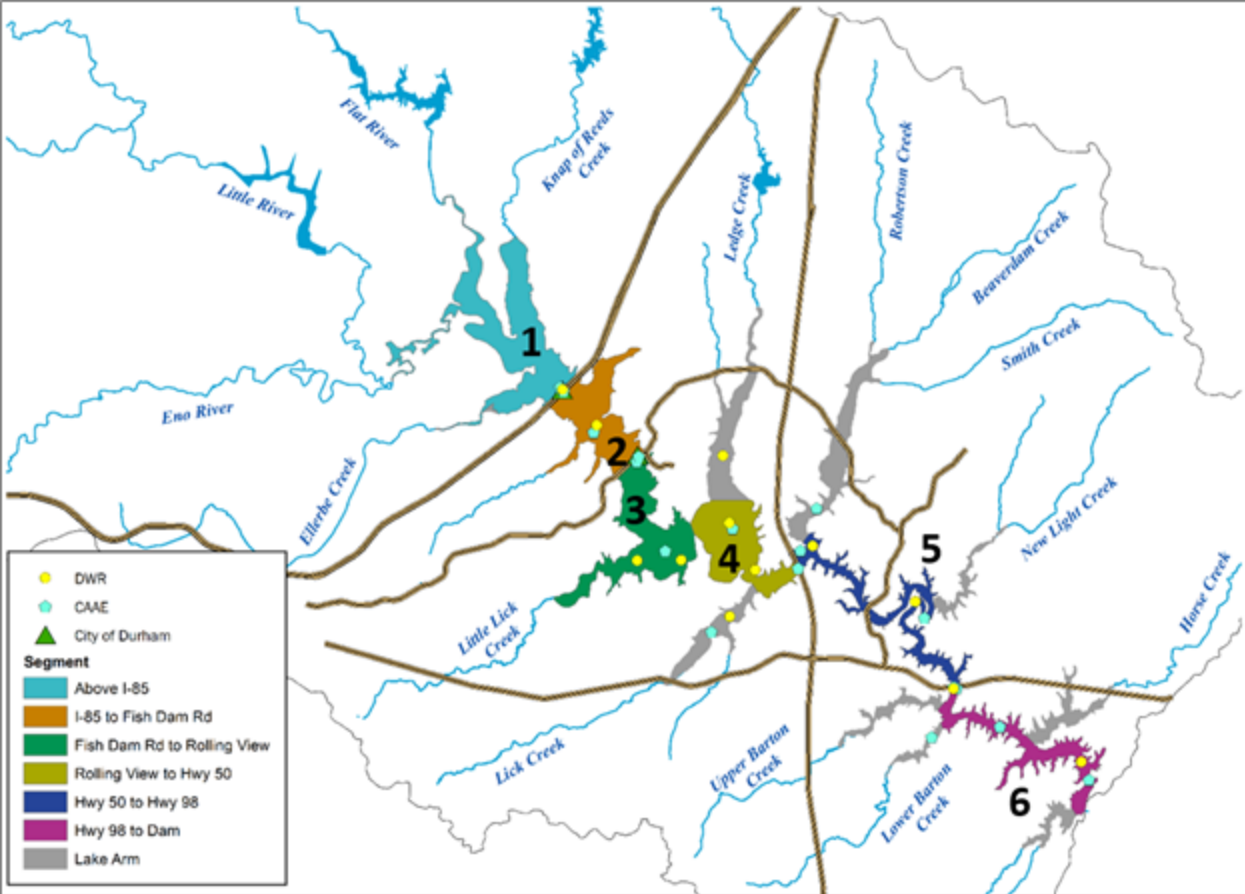 Flat River
Knap of Reeds
Creek
Little River
Ledge Creek
Robertson Creek
Beaverdam Creek
Smith Creek
1
Eno River
2
Ellerbe Creek
3
4
5
New Light Creek
Horse Creek
Little Lick
Creek
Lick Creek
Upper Barton
Creek
Lower Barton
Creek
6
DWR
CAAE
City of Durham
Segment
Above I-85
I-85 to Fish Dam Rd
Fish Dam Rd to Rolling View
Rolling View to Hwy 50
Hwy 50 to Hwy 98
Hwy 98 to Dam
Lake Arm